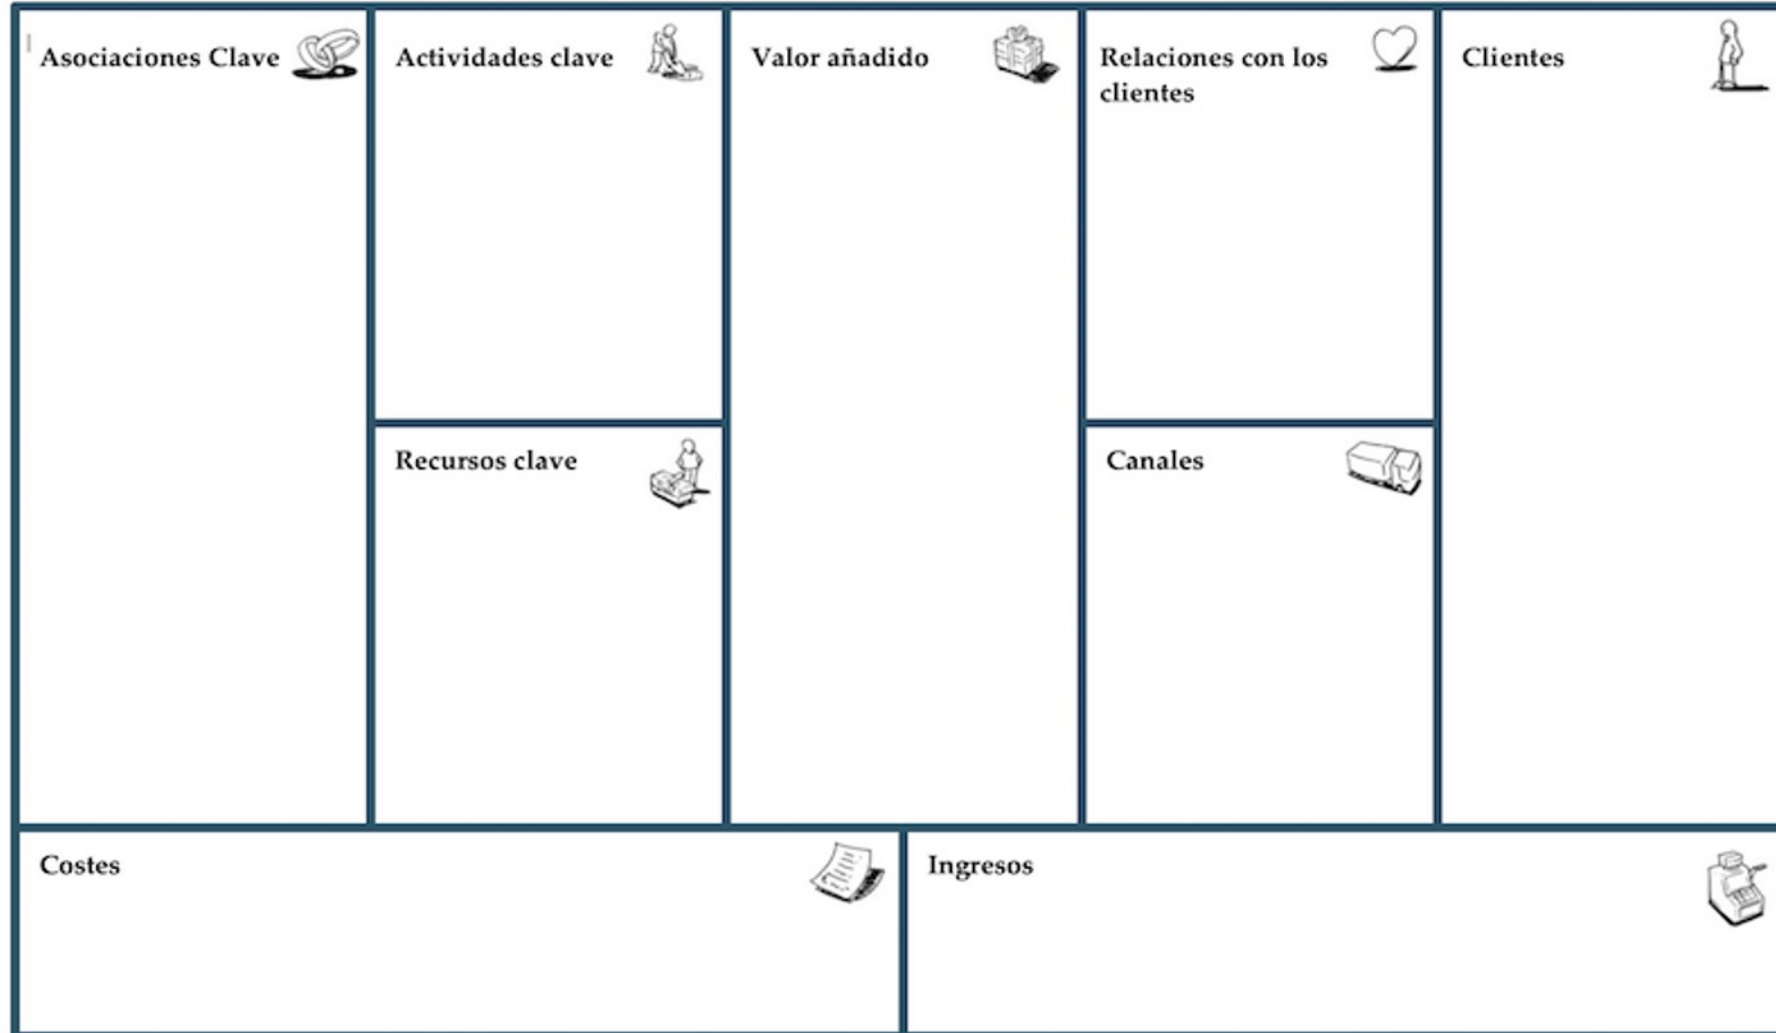 Asociaciones Clave
Actividades clave
Valor añadido
Relaciones con los
clientes
Clientes
Recursos clave
Canales
Costes
Ingresos